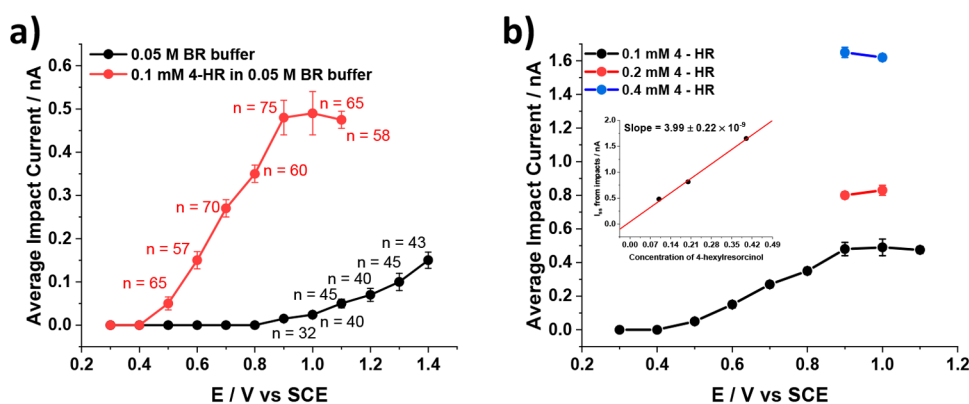 a)
0.05 M BR buffer
0.1 mM 4-HR in 0.05 M BR buffer
Average Impact Current / nA
0.6
0.5
0.4
0.3
0.2
0.1
0.0
n = 75
n = 65
n = 58
n = 60
n = 70
n = 57
n = 65
n = 43
n = 45
n = 40
n = 45
n = 40
n = 32
0.2 0.4 0.6 0.8 1.0 1.2 1.4
E / V vs SCE
b)
0.1 mM 4 - HR
0.2 mM 4 - HR
0.4 mM 4 - HR
Average Impact Current / nA
1.6
1.4
1.2
1.0
0.8
0.6
0.4
0.2
0.0
Slope = 3.99 ± 0.22 × 10⁻⁹
I_ss from impacts / nA
2.0
1.5
1.0
0.5
0.0
0.00 0.07 0.14 0.21 0.28 0.35 0.42 0.49
Concentration of 4-hexylresorcinol
0.2 0.4 0.6 0.8 1.0 1.2
E / V vs SCE